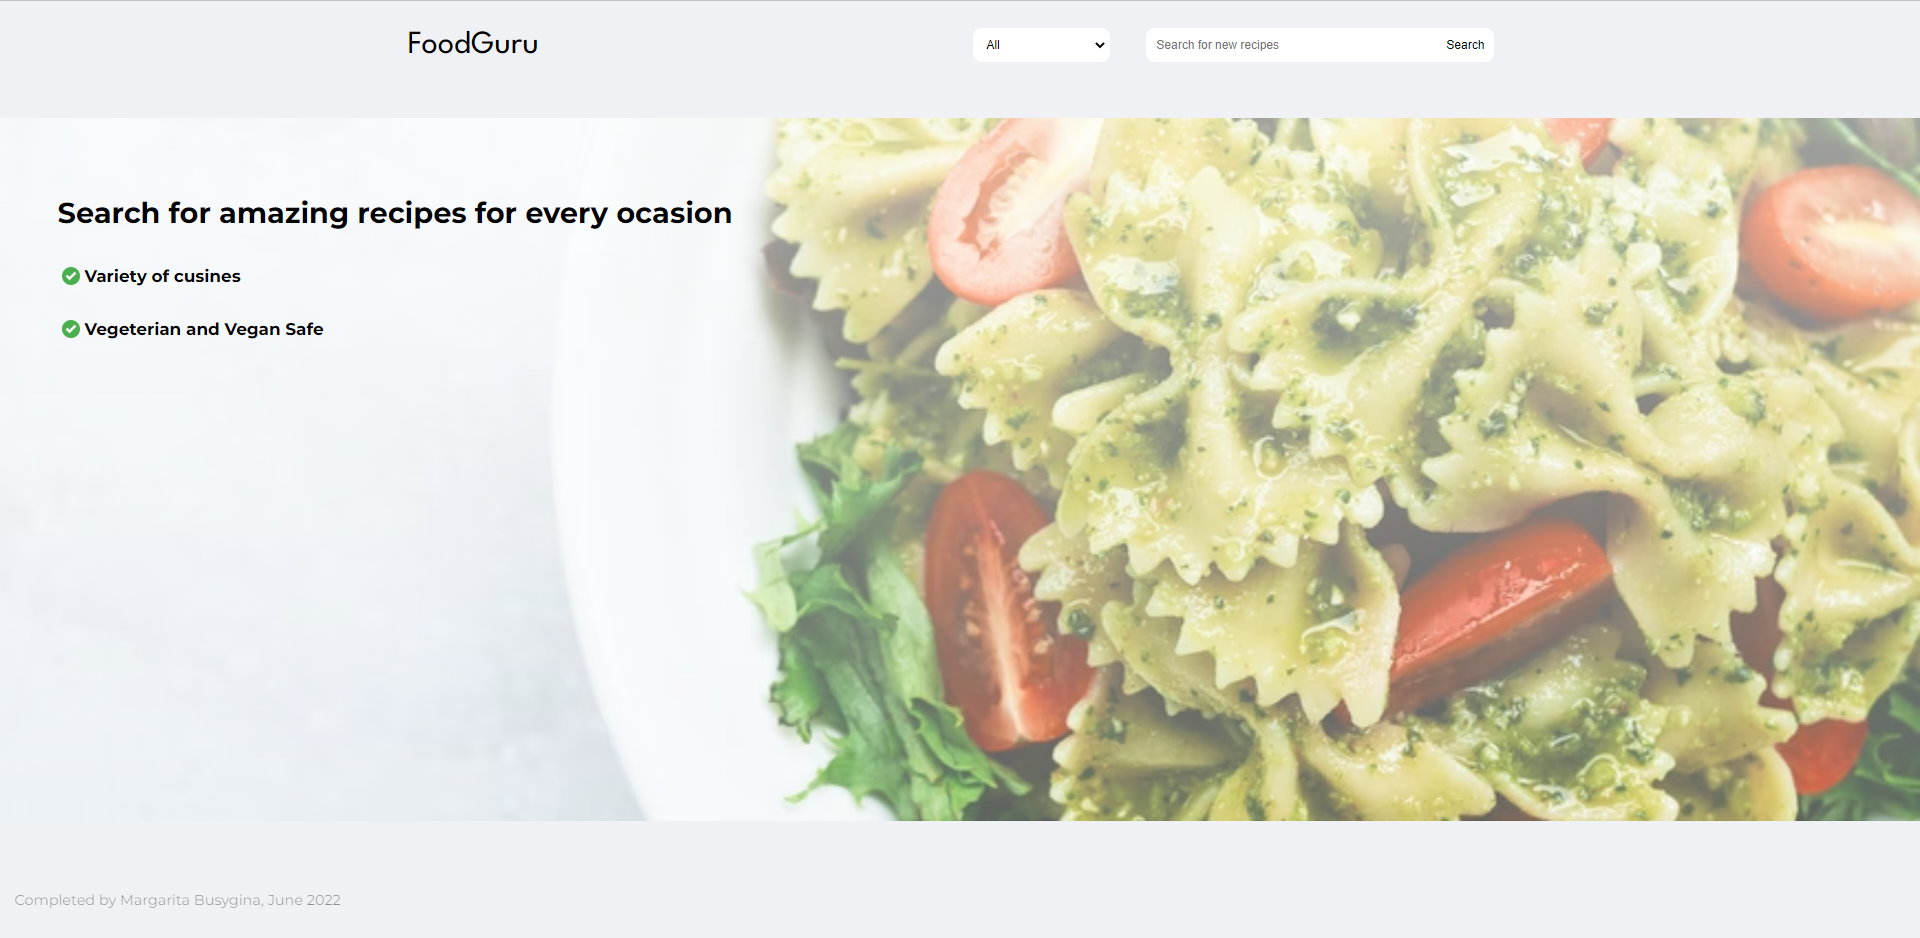 FoodGuru
All
Search for new recipes
Search
Search for amazing recipes for every ocasion
Variety of cusines
Vegeterian and Vegan Safe
Completed by Margarita Busygina, June 2022